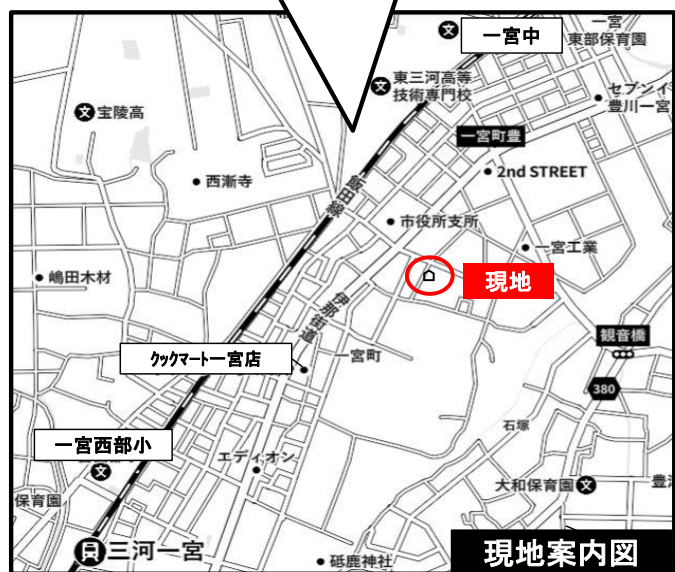 一宮中
一宮
東部保育園
東三河高等
技術専門校
セブンイ
豊川一宮
宝陵高
一宮町豊
2nd STREET
西漸寺
飯田線
市役所支所
一宮工業
嶋田木材
現地
伊那街道
観音橋
クックマート一宮店
一宮町
380
石塚
一宮西部小
エディオン
大和保育園
保育園
三河一宮
砥鹿神社
現地案内図